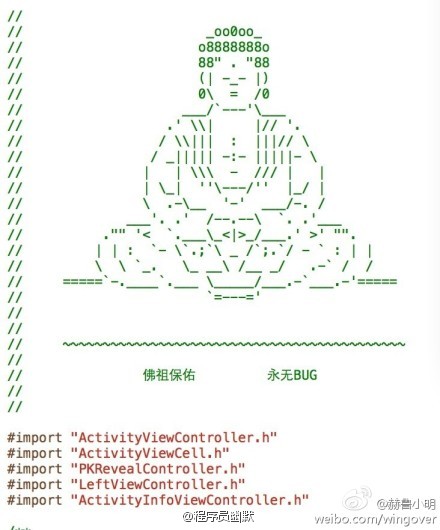 //
//                       _oo0oo_
//                      o8888888o
//                      88" . "88
//                      (| -_- |)
//                      0\  =  /0
//                    ___/`---'\___
//                  .' \\|     |// '.
//                 / \\|||  :  |||// \
//                / _||||| -:- |||||- \
//               |   | \\\  -  /// |   |
//               | \_|  ''\---/''  |_/ |
//               \  .-\__  '-'  ___/-. /
//             ___'. .'  /--.--\  `. .'___
//          ."" '<  `.___\_<|>_/___.' >' "".
//         | | :  `- \`.;`\ _ /`;.`/ - ` : | |
//         \  \ `_.   \_ __\ /__ _/   .-` /  /
//     =====`-.____`.___ \_____/___.-`___.-'=====
//                       `=---='
//
//
//     ~~~~~~~~~~~~~~~~~~~~~~~~~~~~~~~~~~~~~~~~~~~
//
//               佛祖保佑         永无BUG
//
//
#import "ActivityViewController.h"
#import "ActivityViewCell.h"
#import "PKRevealController.h"
#import "LeftViewController.h"
#import "ActivityInfoViewController.h"
@程序员幽默
@赫鲁小明
weibo.com/wingover